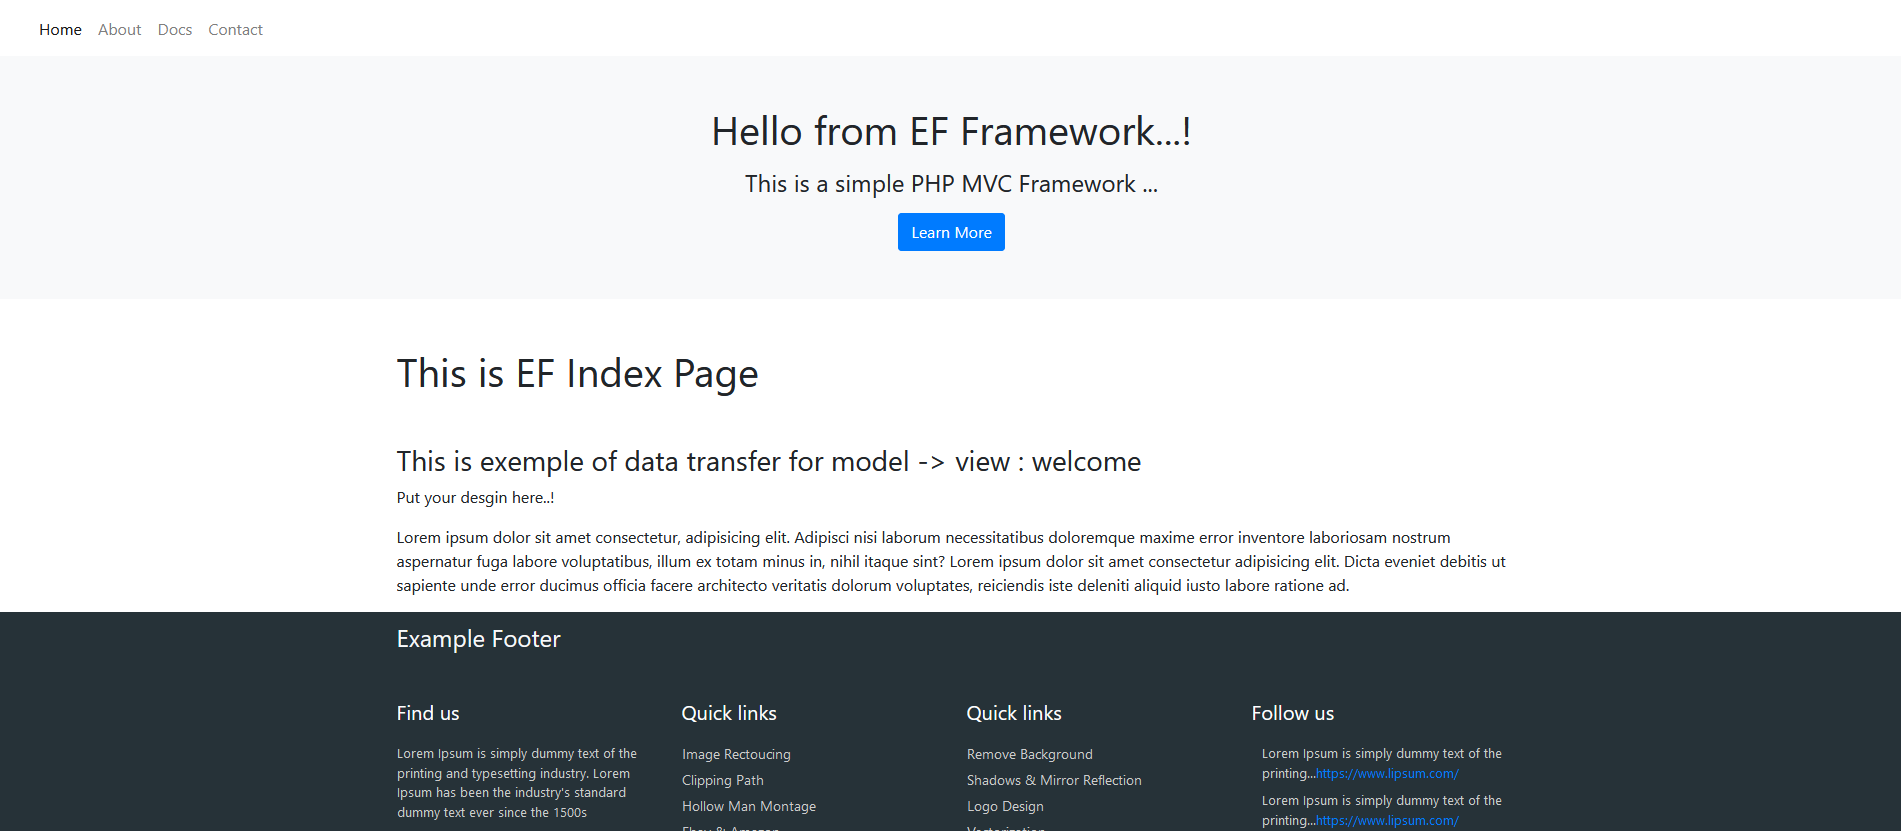 Home About Docs Contact
Hello from EF Framework...!
This is a simple PHP MVC Framework ...
Learn More
This is EF Index Page
This is exemple of data transfer for model -> view : welcome
Put your desgin here..!
Lorem ipsum dolor sit amet consectetur, adipisicing elit. Adipisci nisi laborum necessitatibus doloremque maxime error inventore laboriosam nostrum
aspernatur fuga labore voluptatibus, illum ex totam minus in, nihil itaque sint? Lorem ipsum dolor sit amet consectetur adipisicing elit. Dicta eveniet debitis ut
sapiente unde error ducimus officia facere architecto veritatis dolorum voluptates, reiciendis iste deleniti aliquid iusto labore ratione ad.
Example Footer
Find us
Lorem Ipsum is simply dummy text of the
printing and typesetting industry. Lorem
Ipsum has been the industry's standard
dummy text ever since the 1500s
Quick links
Image Rectoucing
Clipping Path
Hollow Man Montage
Ebay & Amazon
Quick links
Remove Background
Shadows & Mirror Reflection
Logo Design
Vectorization
Follow us
Lorem Ipsum is simply dummy text of the
printing...https://www.lipsum.com/
Lorem Ipsum is simply dummy text of the
printing...https://www.lipsum.com/